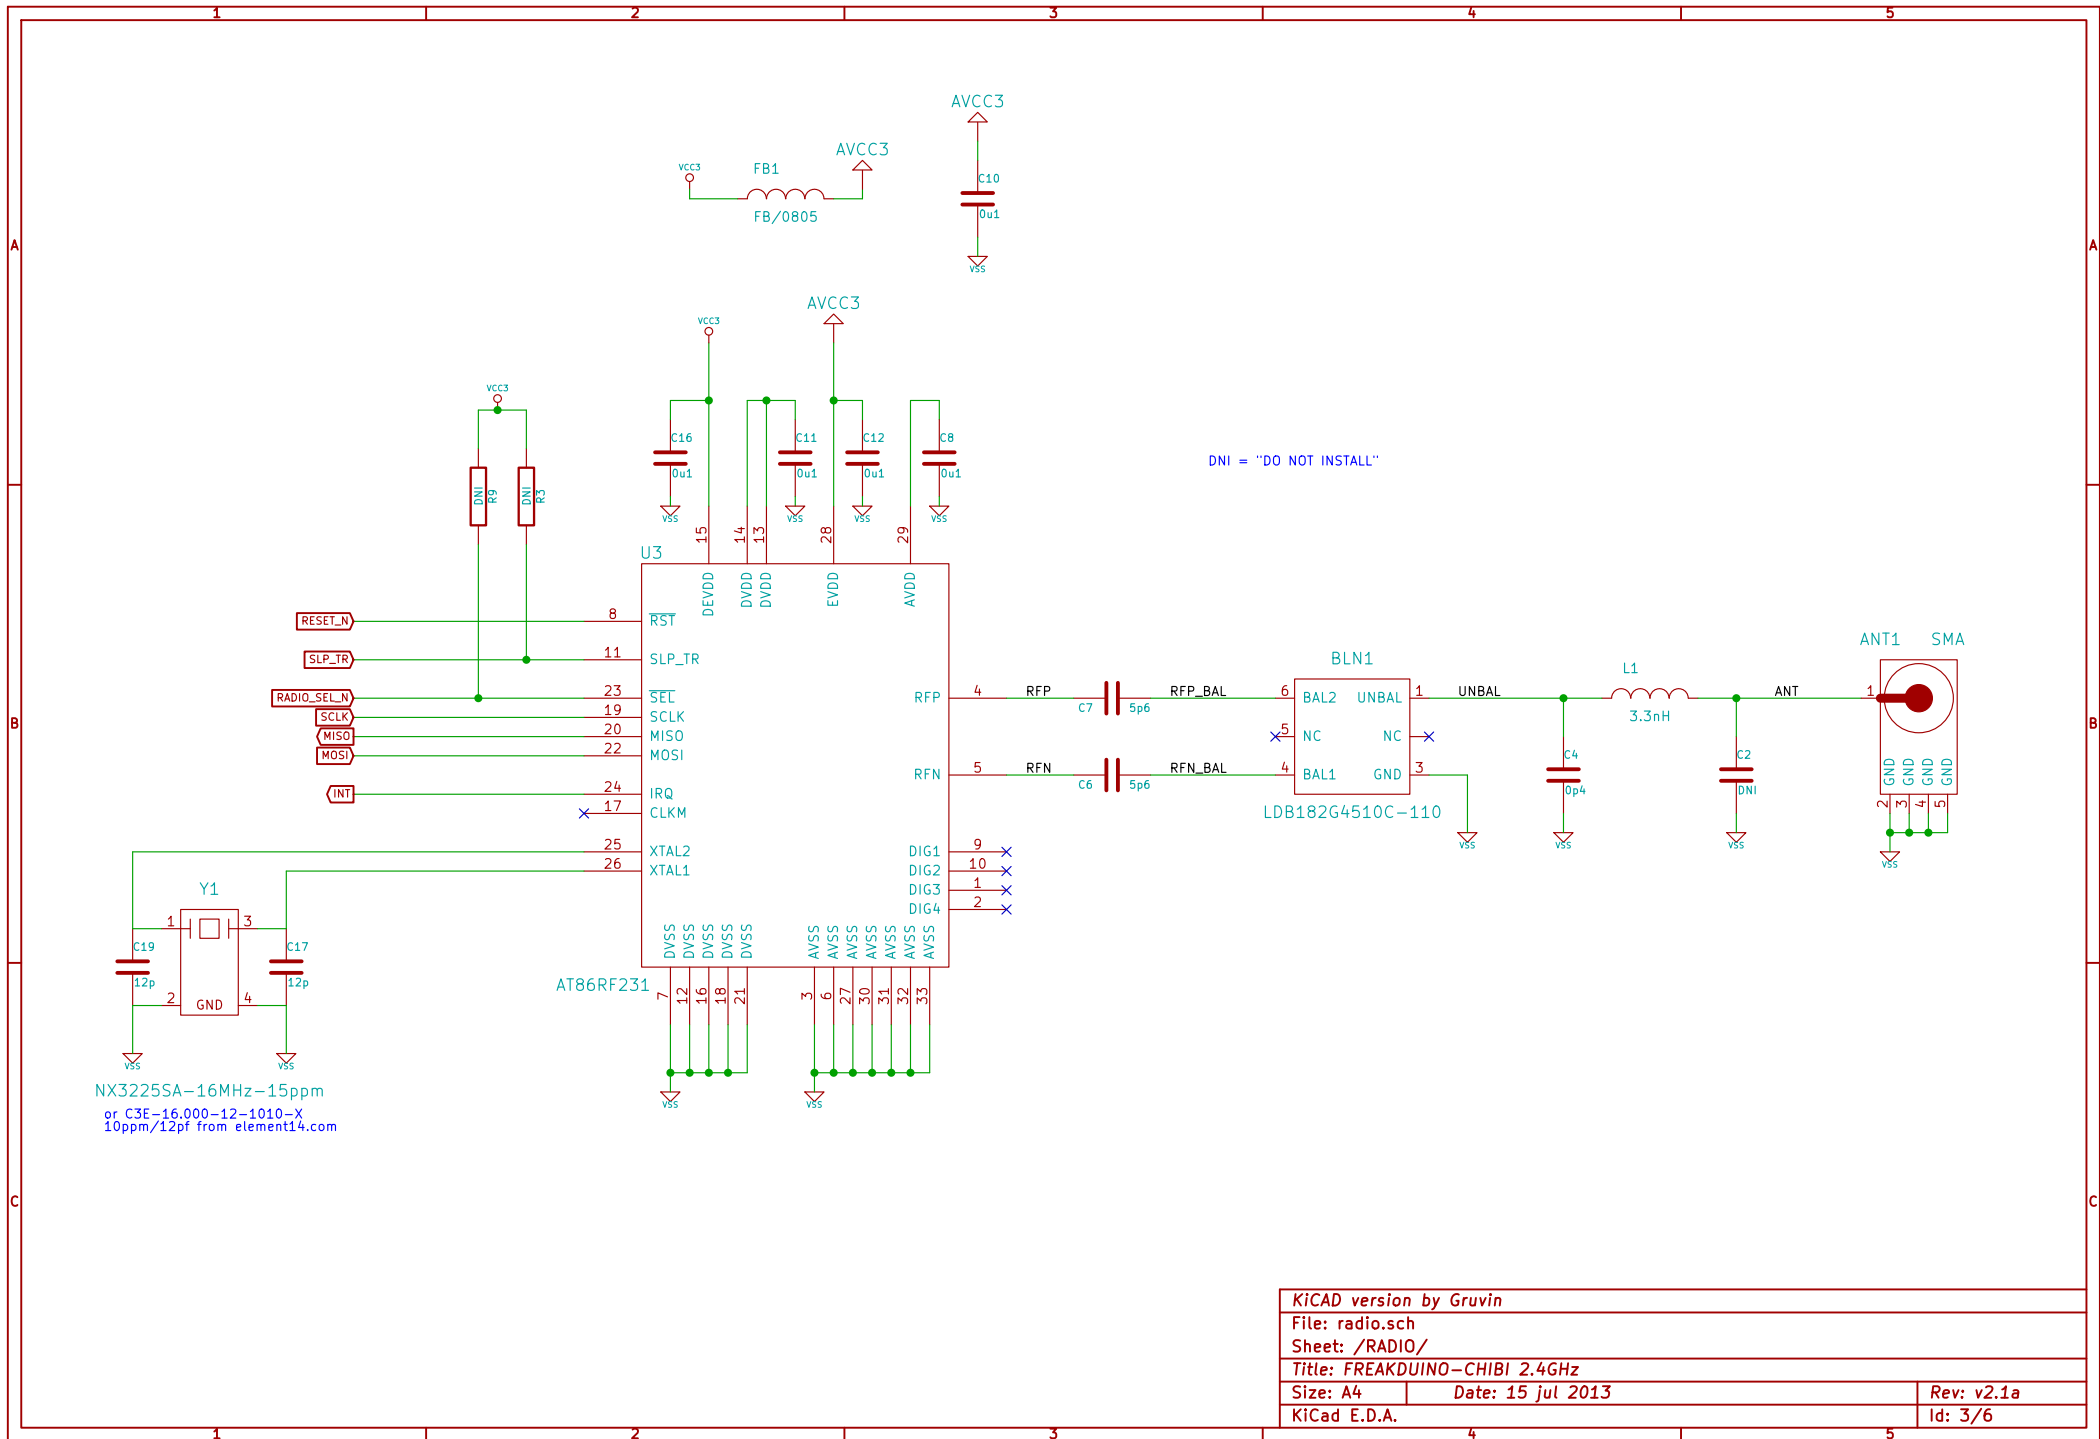 1 2 3 4 5
AVCC3
C10
0u1
VSS
AVCC3
VCC3
FB1
FB/0805
A A
AVCC3
VCC3
VCC3
C16 C11 C12 C8
0u1 0u1 0u1 0u1
VSS VSS VSS VSS
DNI R9 DNI R3
DNI = "DO NOT INSTALL"
15 14 13 28 29
U3
DEVDD DVDD DVDD EVDD AVDD
RESET_N 8 RST
SLP_TR 11 SLP_TR
RADIO_SEL_N 23 SEL
SCLK 19 SCLK
MISO 20 MISO
MOSI 22 MOSI
INT 24 IRQ
17 CLKM
25 XTAL2
26 XTAL1
RFP 4 RFP C7 5p6 RFP_BAL
RFN 5 RFN C6 5p6 RFN_BAL
DIG1 9
DIG2 10
DIG3 1
DIG4 2
DVSS DVSS DVSS DVSS DVSS AVSS AVSS AVSS AVSS AVSS AVSS AVSS
7 12 16 18 21 3 6 27 30 31 32 33
AT86RF231
VSS VSS
BLN1
6 BAL2 UNBAL 1 UNBAL
5 NC NC
4 BAL1 GND 3
LDB182G4510C-110
VSS
L1
3.3nH
C4
0p4
VSS
ANT
C2
DNI
VSS
ANT1 SMA
1
GND GND GND GND
2 3 4 5
VSS
B B
Y1
1 3
C19 C17
12p 12p
2 GND 4
VSS VSS
NX3225SA-16MHz-15ppm
or C3E-16.000-12-1010-X
10ppm/12pf from element14.com
C C
KiCAD version by Gruvin
File: radio.sch
Sheet: /RADIO/
Title: FREAKDUINO-CHIBI 2.4GHz
Size: A4 Date: 15 jul 2013 Rev: v2.1a
KiCad E.D.A. Id: 3/6
1 2 3 4 5